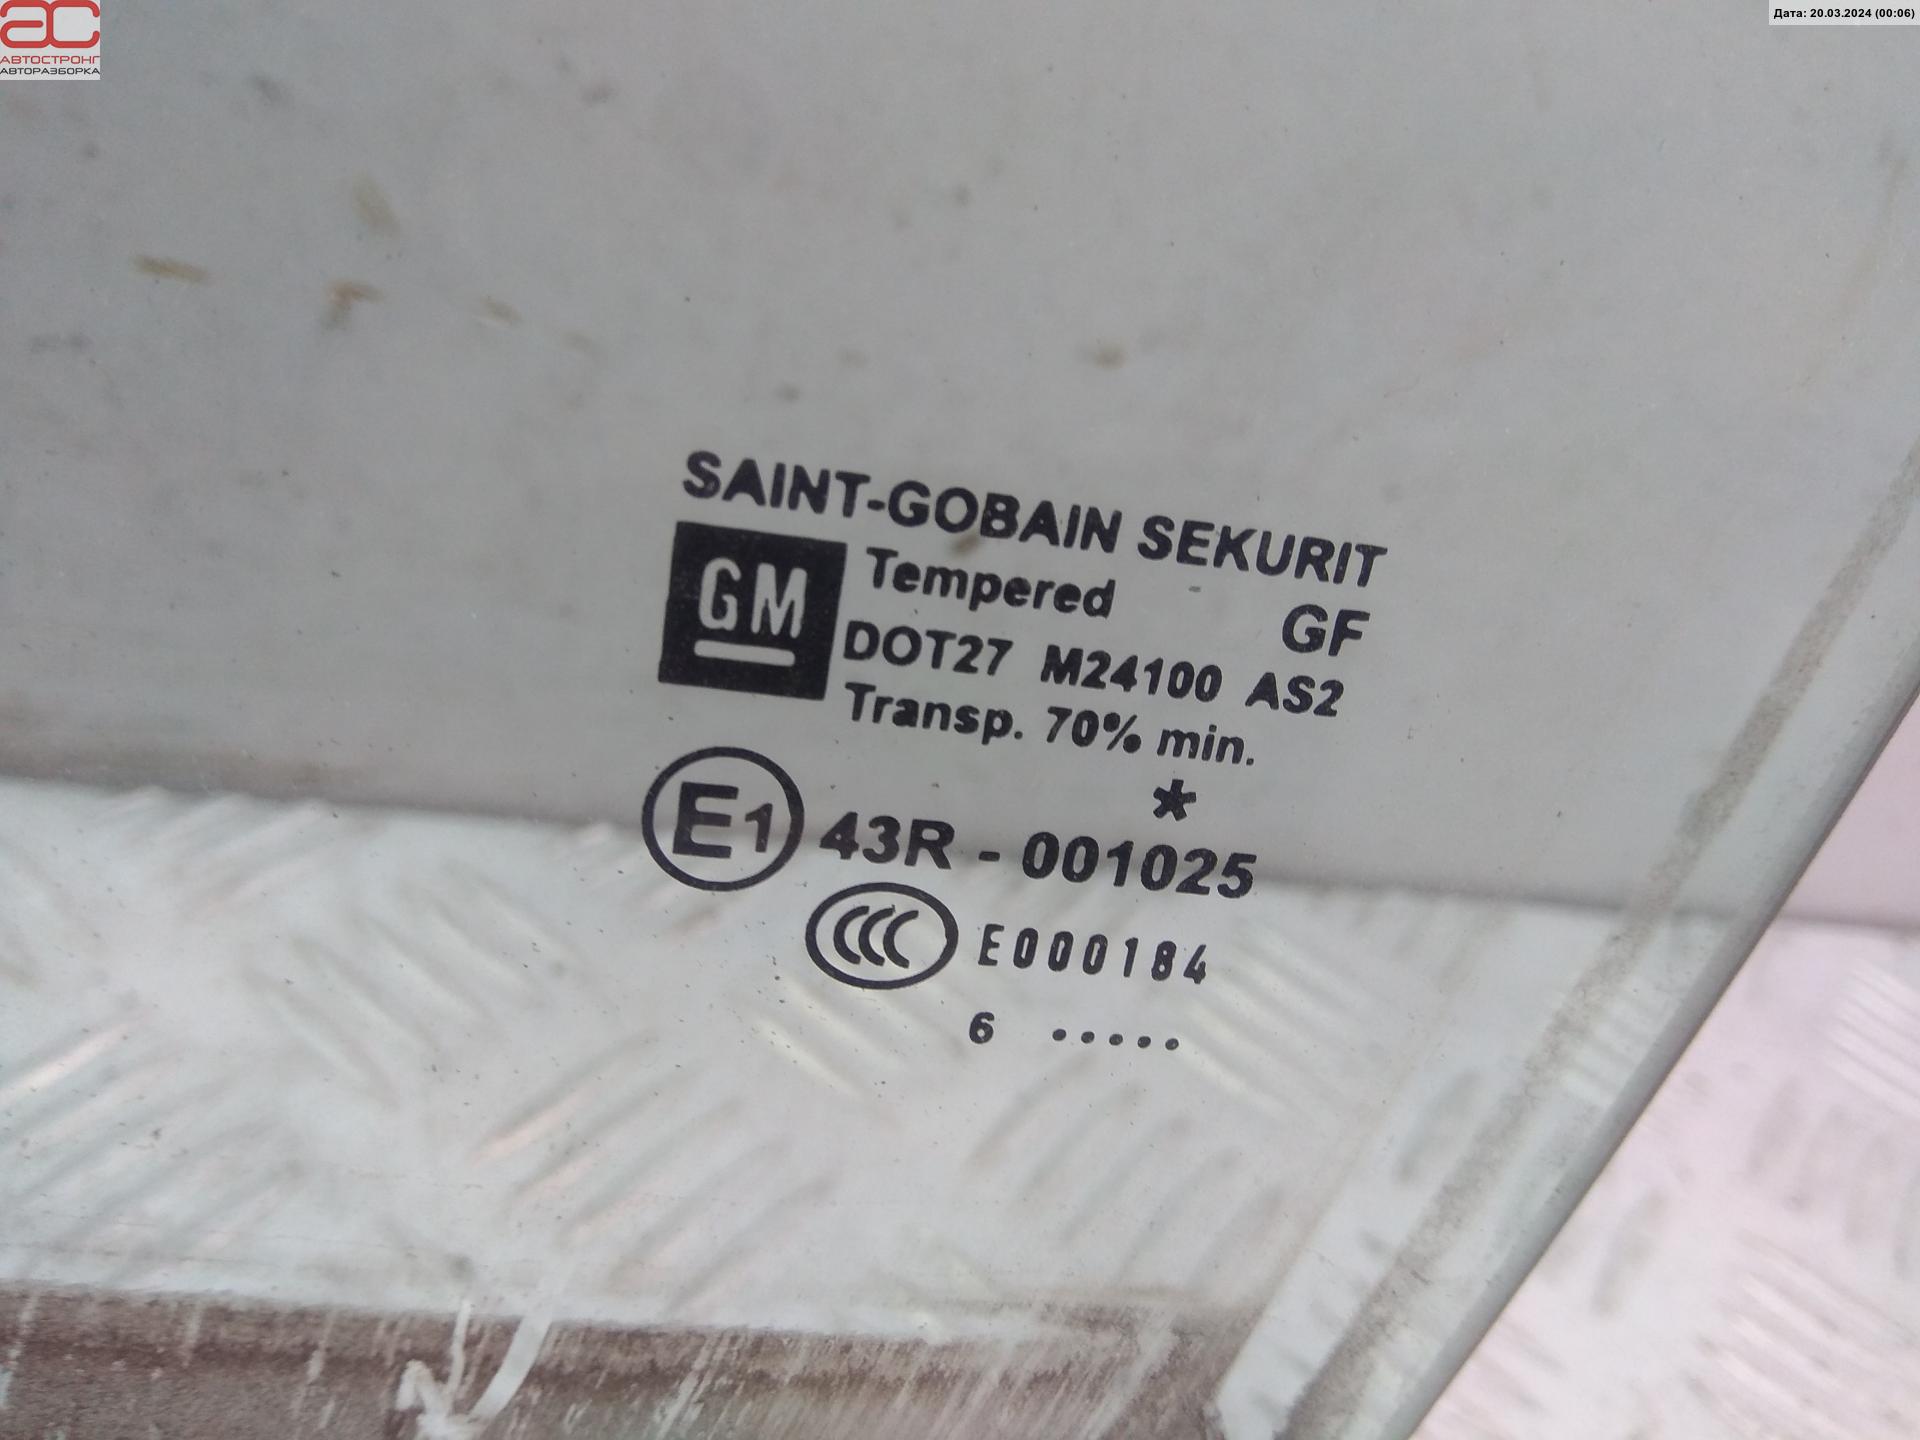 АВТОСТРОНГ
АВТОРАЗБОРКА
Дата: 20.03.2024 (00:06)
SAINT-GOBAIN SEKURIT
GM
Tempered GF
DOT27 M24100 AS2
Transp. 70% min.
*
E1 43R - 001025
CCC E000184
6 .....